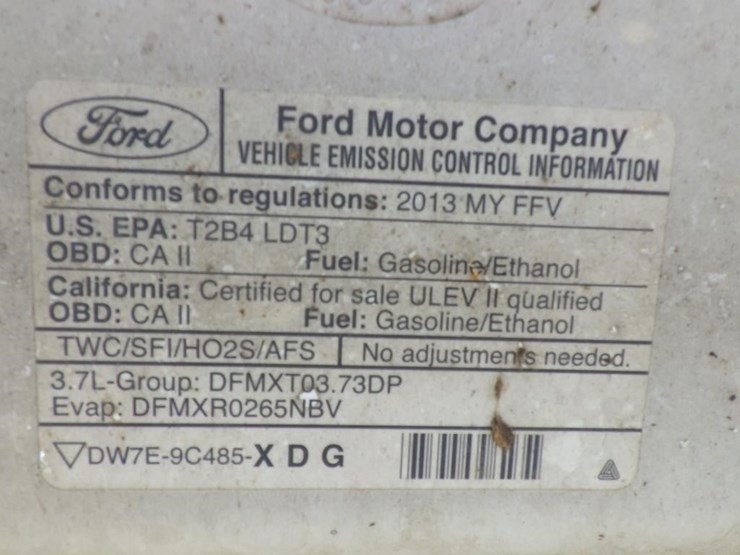 Ford
Ford Motor Company
VEHICLE EMISSION CONTROL INFORMATION
Conforms to regulations: 2013 MY FFV
U.S. EPA: T2B4 LDT3
OBD: CA II Fuel: Gasoline/Ethanol
California: Certified for sale ULEV II qualified
OBD: CA II Fuel: Gasoline/Ethanol
TWC/SFI/HO2S/AFS No adjustments needed.
3.7L-Group: DFMXT03.73DP
Evap: DFMXR0265NBV
DW7E-9C485-X D G